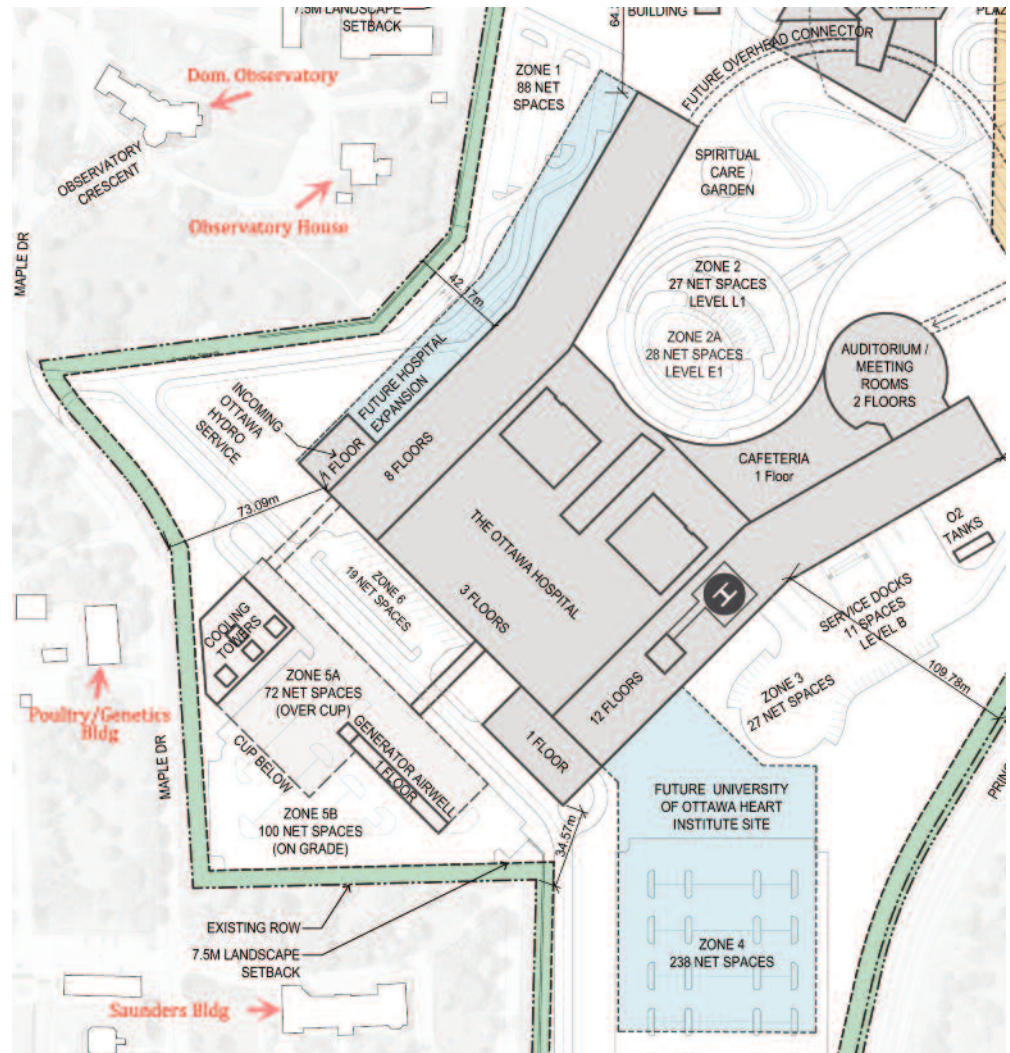 7.5M LANDSCAPE
SETBACK
BUILDING
64.
PLAZ
FUTURE OVERHEAD CONNECTOR
ZONE 1
88 NET
SPACES
Dom. Observatory
OBSERVATORY
CRESCENT
Observatory House
SPIRITUAL
CARE
GARDEN
MAPLE DR
42.17m
ZONE 2
27 NET SPACES
LEVEL L1
ZONE 2A
28 NET SPACES
LEVEL E1
AUDITORIUM /
MEETING
ROOMS
2 FLOORS
FUTURE HOSPITAL
EXPANSION
INCOMING
OTTAWA
HYDRO
SERVICE
1 FLOOR
8 FLOORS
CAFETERIA
1 Floor
73.09m
THE OTTAWA HOSPITAL
3 FLOORS
O2
TANKS
ZONE 6
19 NET SPACES
H
SERVICE DOCKS
11 SPACES
LEVEL B
109.78m
COOLING
TOWERS
ZONE 5A
72 NET SPACES
(OVER CUP)
ZONE 3
27 NET SPACES
12 FLOORS
Poultry/Genetics
Bldg
MAPLE DR
CUP BELOW
GENERATOR AIRWELL
1 FLOOR
1 FLOOR
PRIN
FUTURE UNIVERSITY
OF OTTAWA HEART
INSTITUTE SITE
ZONE 5B
100 NET SPACES
(ON GRADE)
34.57m
EXISTING ROW
7.5M LANDSCAPE
SETBACK
ZONE 4
238 NET SPACES
Saunders Bldg